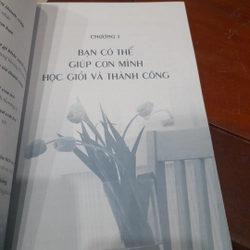 CHƯƠNG 1
BẠN CÓ THỂ
GIÚP CON MÌNH
HỌC GIỎI VÀ THÀNH CÔNG